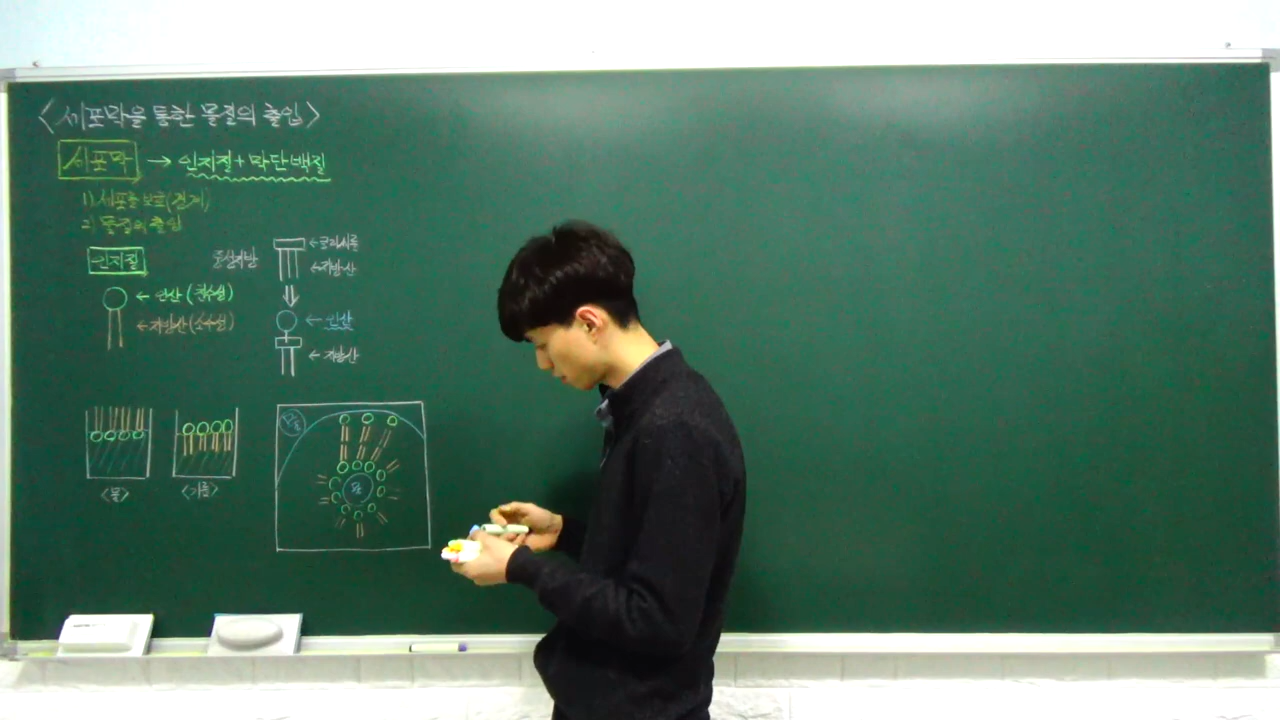 <세포막을 통한 물질의 출입>
세포막 → 인지질+막단백질
1) 세포를 보호(경계)
2) 물질의 출입
인지질
← 인산 (친수성)
← 지방산(소수성)
중성지방
← 글리세롤
← 지방산
← 인산
← 지방산
<물>
<기름>
물
물